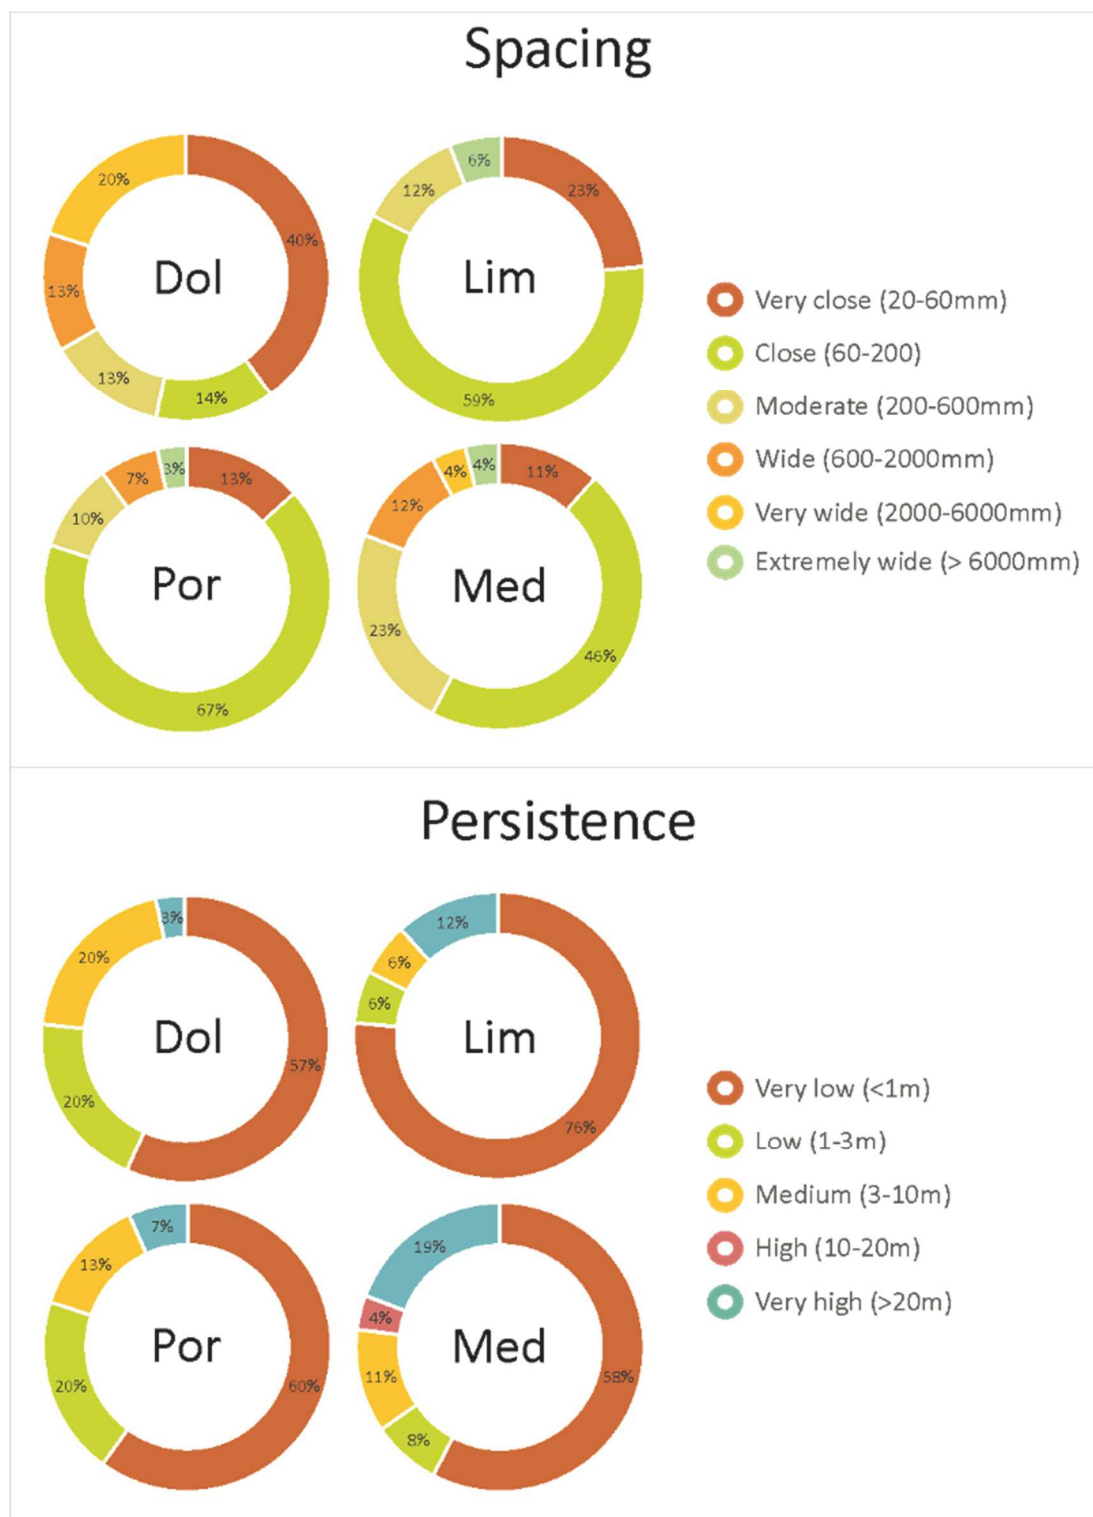 Spacing
20%
40%
13%
13%
14%
Dol
6%
12%
23%
59%
Lim
3%
7%
13%
10%
67%
Por
4%
4%
11%
12%
23%
46%
Med
Very close (20-60mm)
Close (60-200)
Moderate (200-600mm)
Wide (600-2000mm)
Very wide (2000-6000mm)
Extremely wide (> 6000mm)
Persistence
3%
20%
57%
20%
Dol
12%
6%
6%
76%
Lim
7%
13%
20%
60%
Por
19%
4%
11%
8%
58%
Med
Very low (<1m)
Low (1-3m)
Medium (3-10m)
High (10-20m)
Very high (>20m)